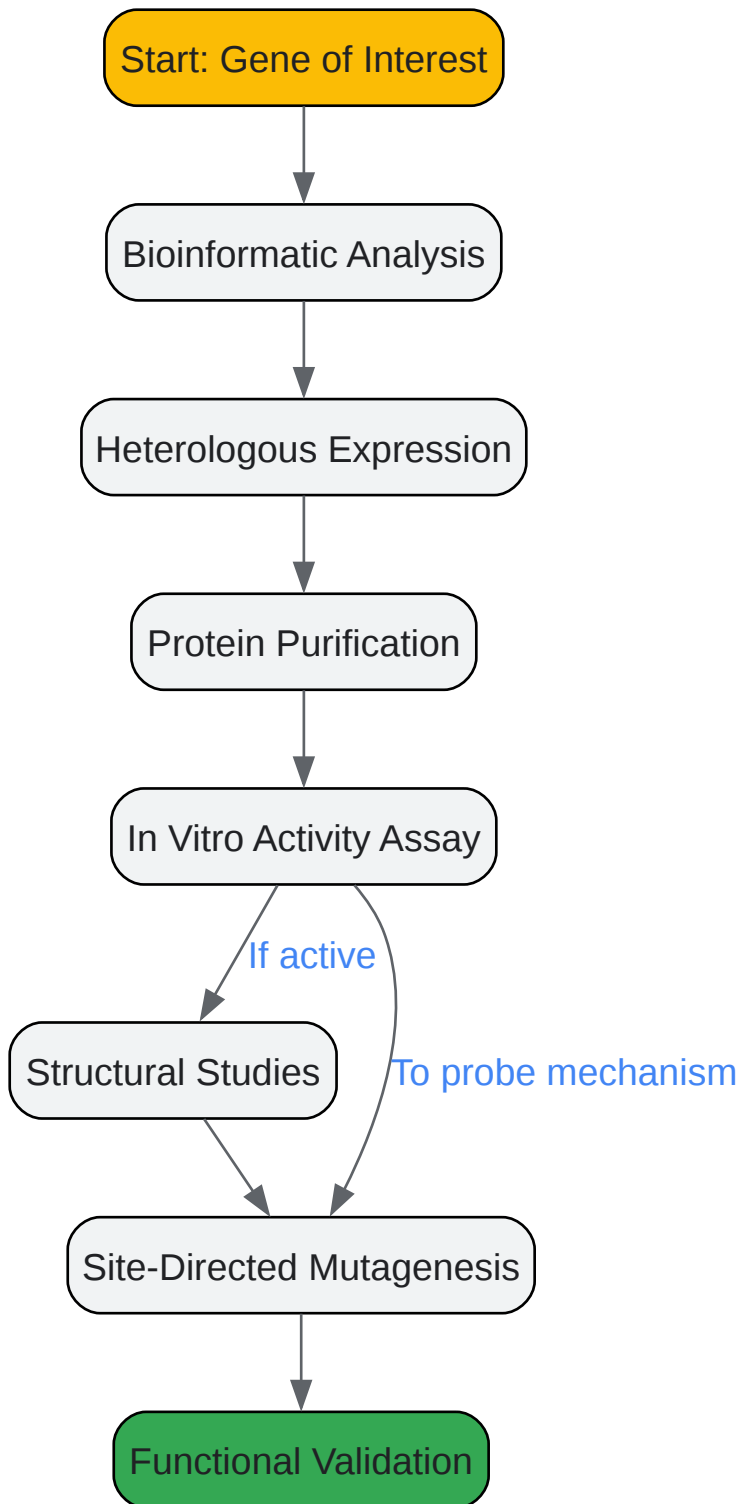 Start: Gene of Interest
Bioinformatic Analysis
Heterologous Expression
Protein Purification
In Vitro Activity Assay
If active
Structural Studies
To probe mechanism
Site-Directed Mutagenesis
Functional Validation